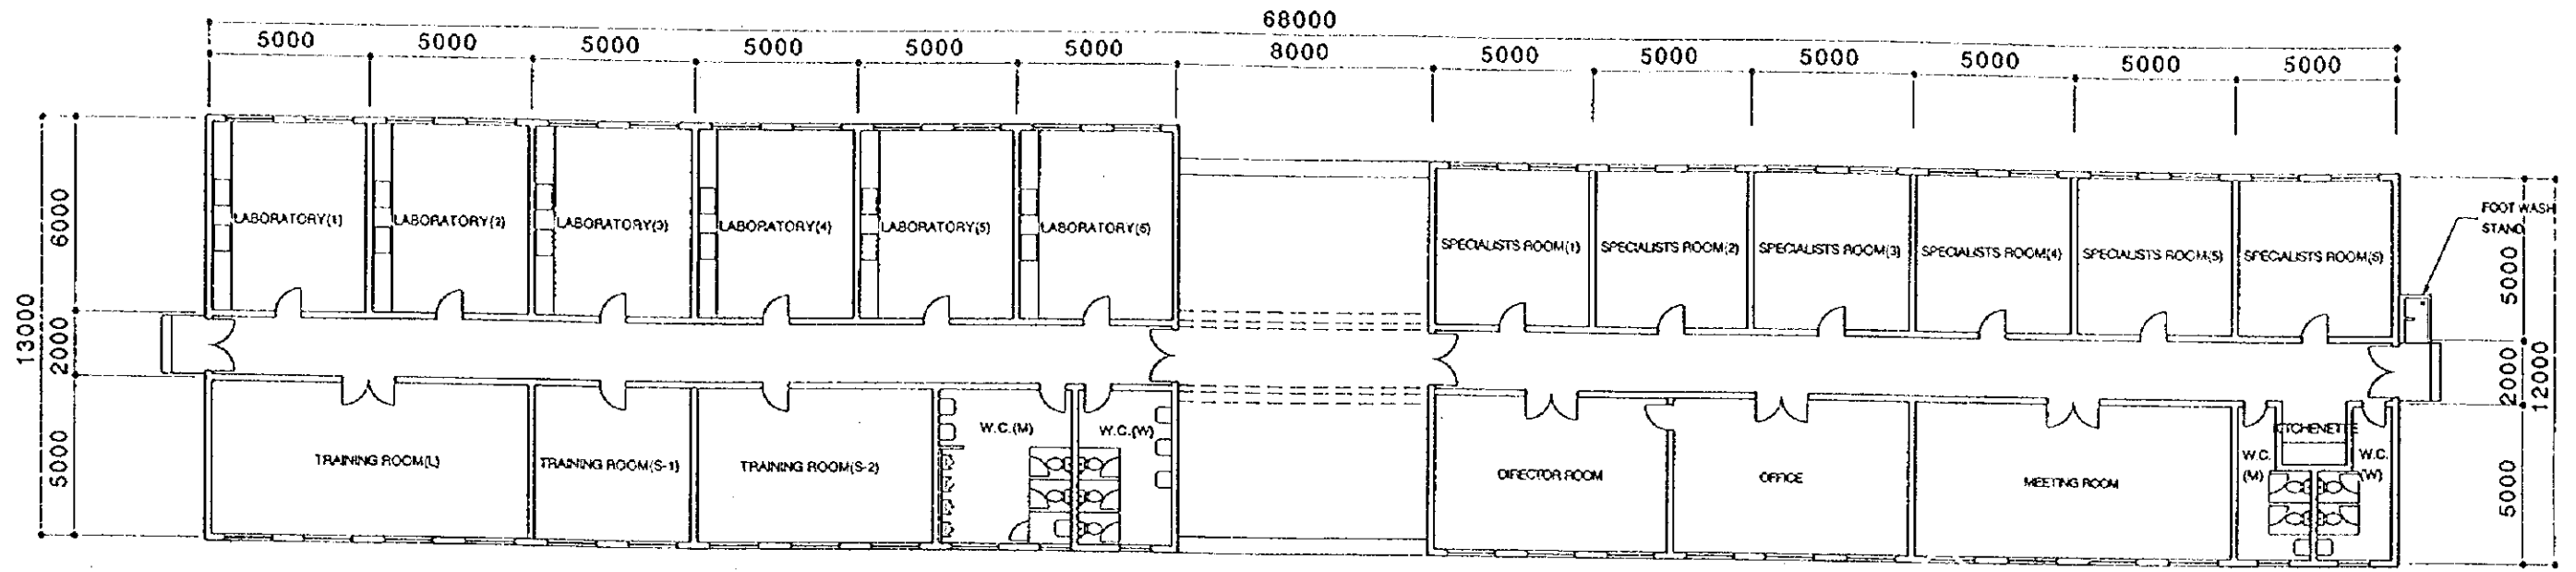 68000
5000 5000 5000 5000 5000 5000 8000 5000 5000 5000 5000 5000 5000
13000
6000
2000
5000
LABORATORY(1) LABORATORY(2) LABORATORY(3) LABORATORY(4) LABORATORY(5) LABORATORY(6)
SPECIALISTS ROOM(1) SPECIALISTS ROOM(2) SPECIALISTS ROOM(3) SPECIALISTS ROOM(4) SPECIALISTS ROOM(5) SPECIALISTS ROOM(6)
FOOT WASH
STAND
5000
2000
12000
5000
TRAINING ROOM(L) TRAINING ROOM(S-1) TRAINING ROOM(S-2)
W.C.(M) W.C.(W)
DIRECTOR ROOM OFFICE MEETING ROOM
KITCHENETTE
W.C.
(M)
W.C.
(W)